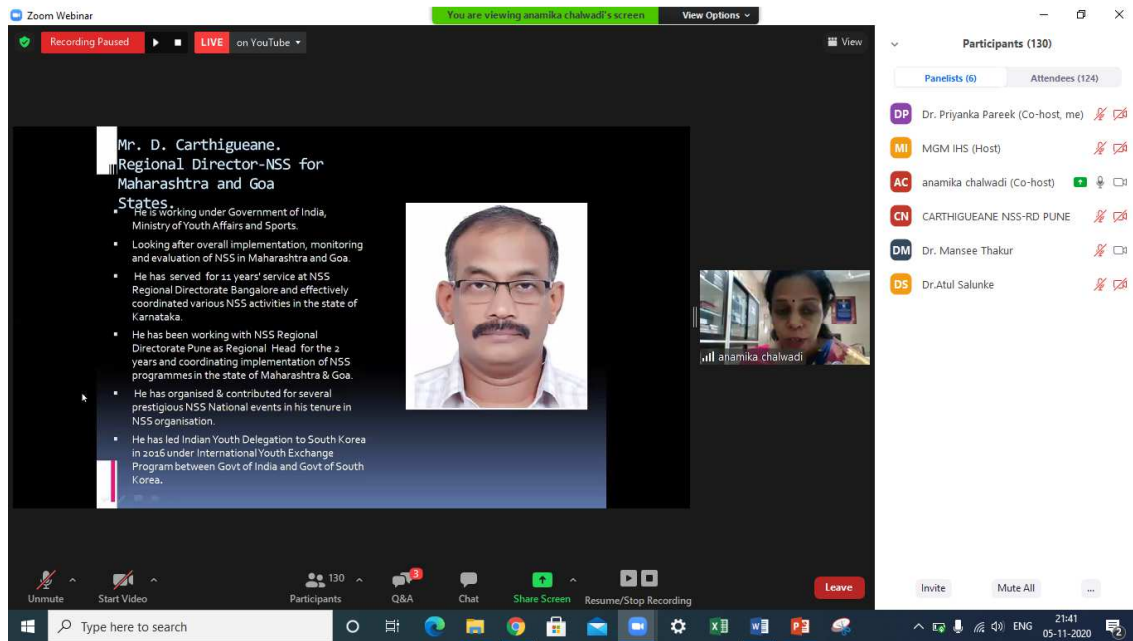 Zoom Webinar
You are viewing anamika chalwadi's screen
View Options
Recording Paused
LIVE
on YouTube
View
Mr. D. Carthigueane.
Regional Director-NSS for
Maharashtra and Goa
States.
He is working under Government of India,
Ministry of Youth Affairs and Sports.
Looking after overall implementation, monitoring
and evaluation of NSS in Maharashtra and Goa.
He has served for 11 years' service at NSS
Regional Directorate Bangalore and effectively
coordinated various NSS activities in the state of
Karnataka.
He has been working with NSS Regional
Directorate Pune as Regional Head for the 2
years and coordinating implementation of NSS
programmes in the state of Maharashtra & Goa.
He has organised & contributed for several
prestigious NSS National events in his tenure in
NSS organisation.
He has led Indian Youth Delegation to South Korea
in 2016 under International Youth Exchange
Program between Govt of India and Govt of South
Korea.
anamika chalwadi
Participants (130)
Panelists (6)
Attendees (124)
DP Dr. Priyanka Pareek (Co-host, me)
MI MGM IHS (Host)
AC anamika chalwadi (Co-host)
CN CARTHIGUEANE NSS-RD PUNE
DM Dr. Mansee Thakur
DS Dr.Atul Salunke
Unmute
Start Video
130
Participants
3
Q&A
Chat
Share Screen
Resume/Stop Recording
Leave
Invite
Mute All
...
Type here to search
ENG
21:41
05-11-2020
2